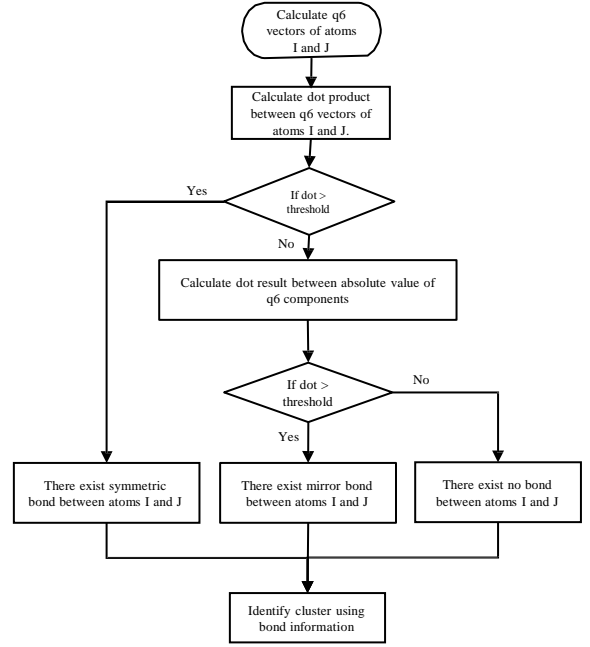 Calculate q6
vectors of atoms
I and J
Calculate dot product
between q6 vectors of
atoms I and J.
If dot >
threshold
Yes
No
Calculate dot result between absolute value of
q6 components
If dot >
threshold
No
Yes
There exist symmetric
bond between atoms I and J
There exist mirror bond
between atoms I and J
There exist no bond
between atoms I and J
Identify cluster using
bond information